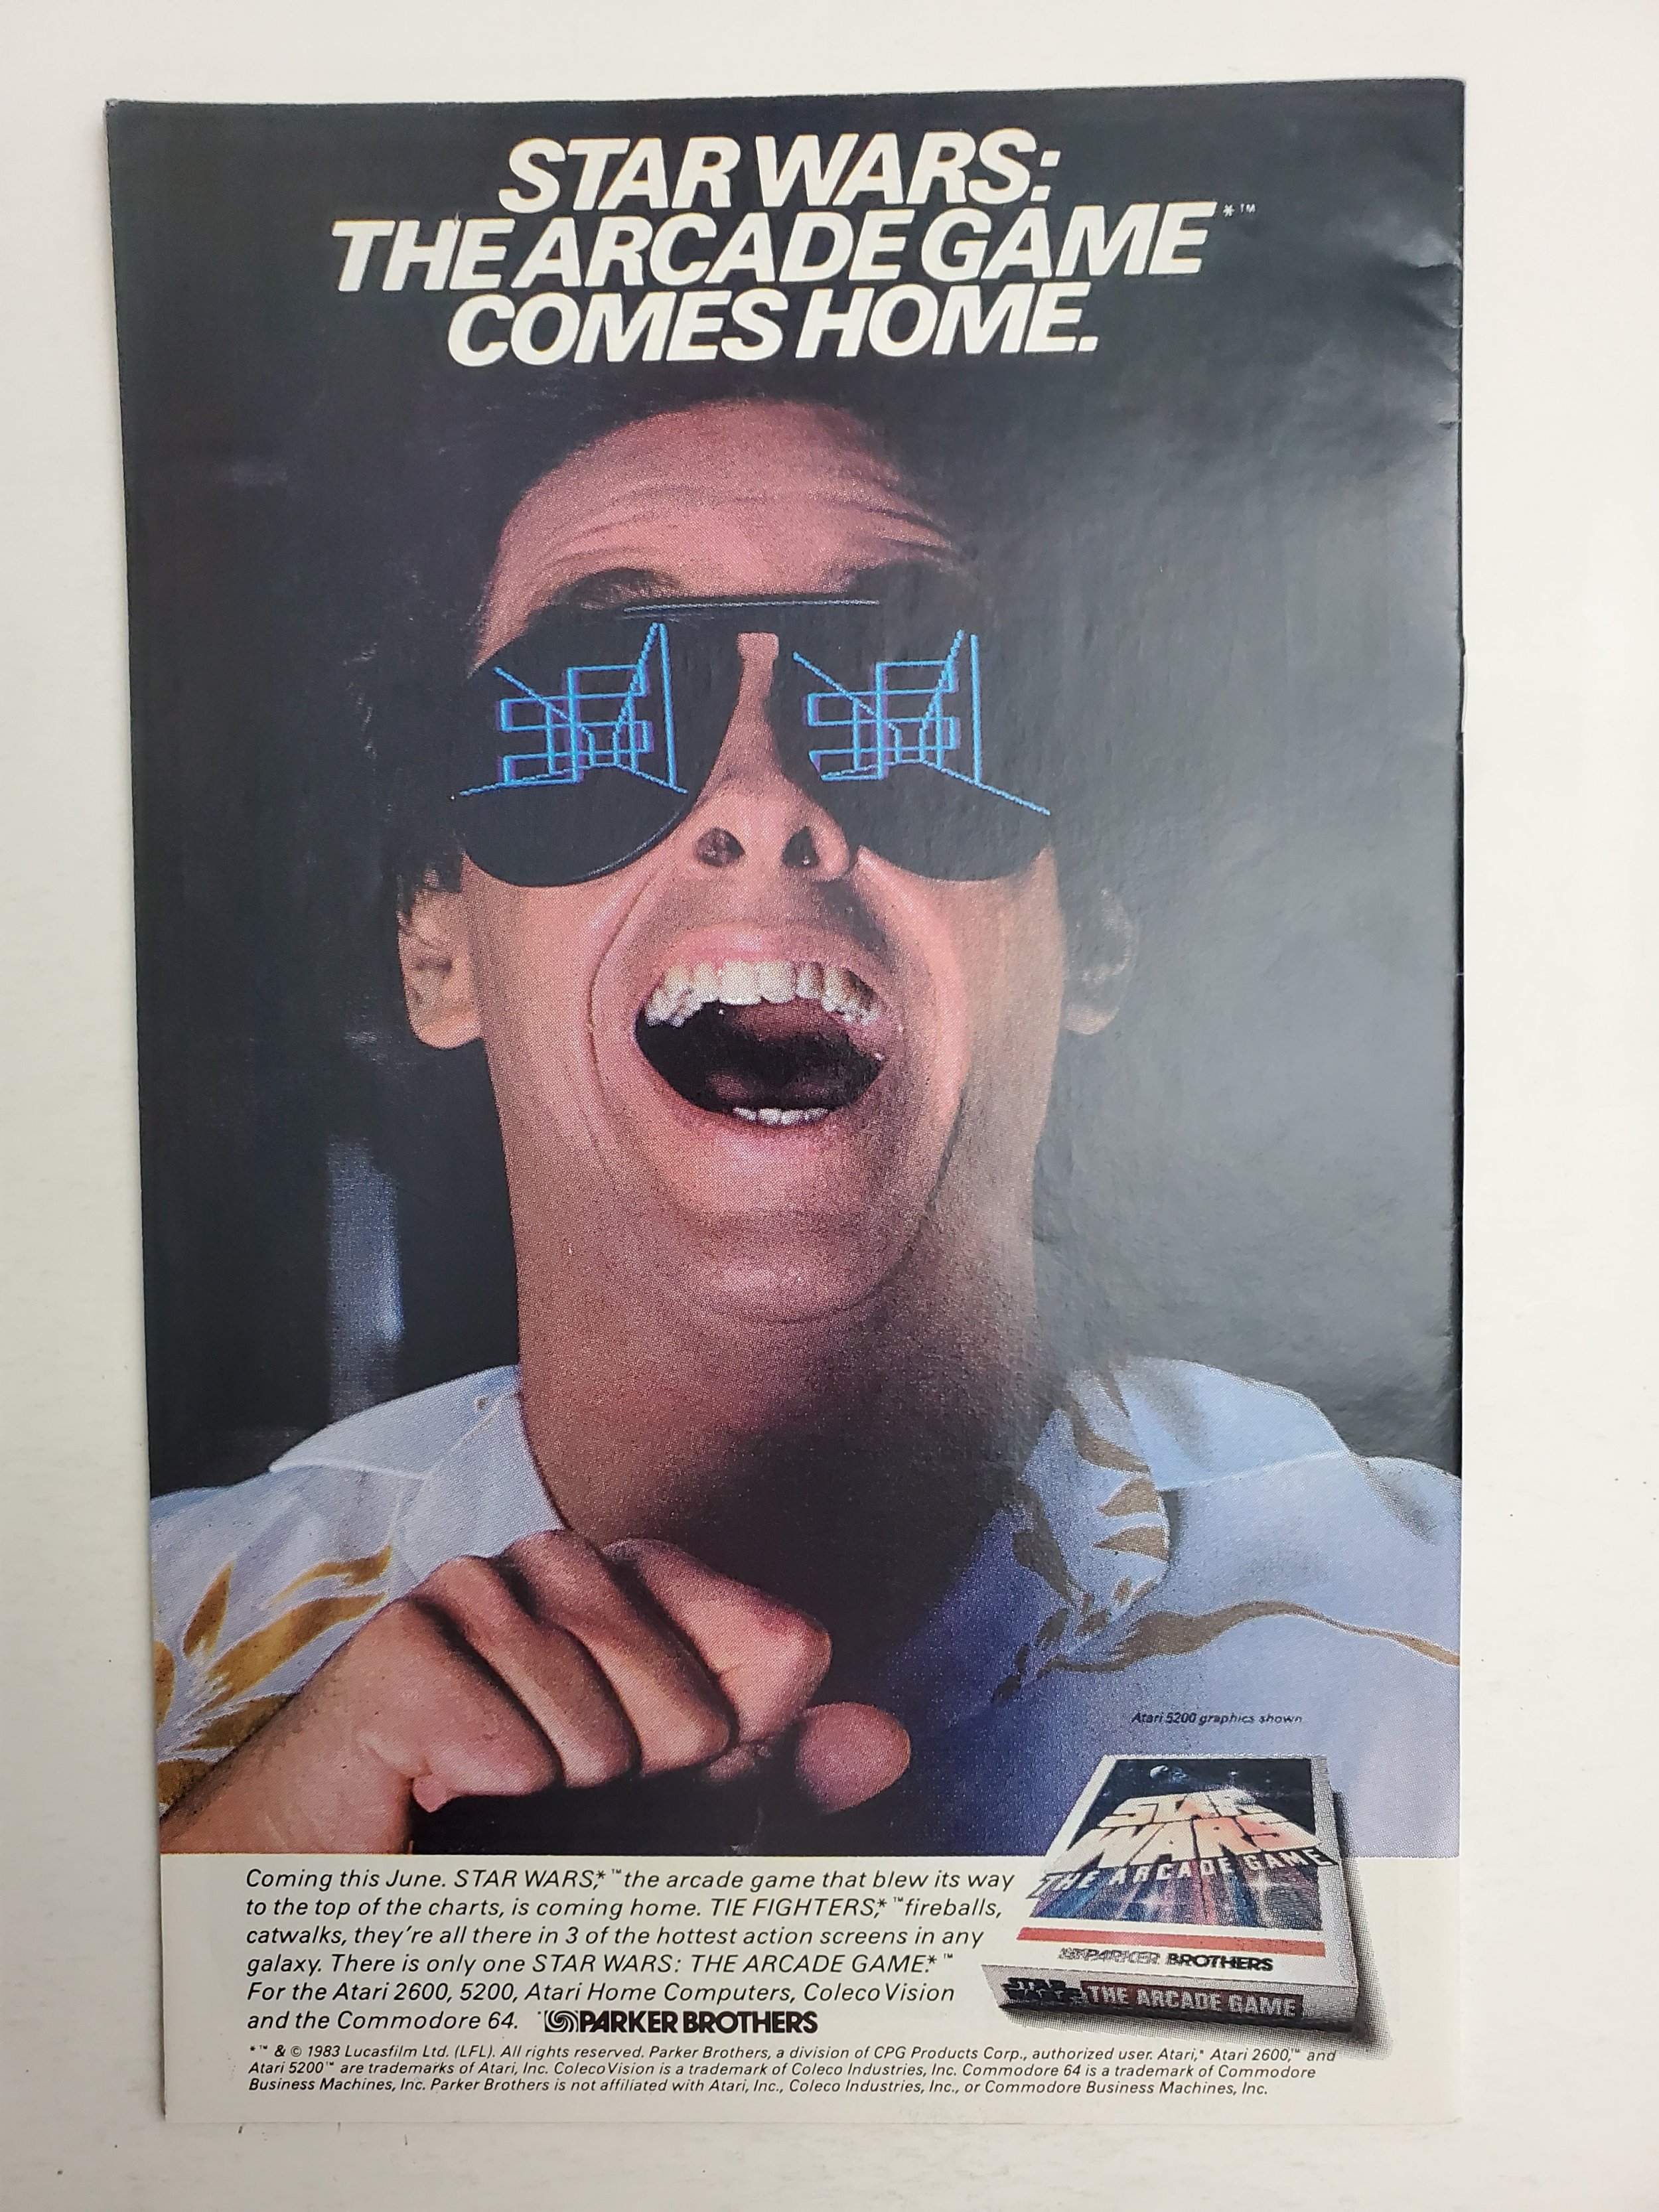 STAR WARS:
THE ARCADE GAME*™
COMES HOME.
Atari 5200 graphics shown
STAR
WARS
THE ARCADE GAME
PARKER BROTHERS
STAR
WARS THE ARCADE GAME
Coming this June. STAR WARS,*™ the arcade game that blew its way
to the top of the charts, is coming home. TIE FIGHTERS,*™ fireballs,
catwalks, they're all there in 3 of the hottest action screens in any
galaxy. There is only one STAR WARS: THE ARCADE GAME.*™
For the Atari 2600, 5200, Atari Home Computers, ColecoVision
and the Commodore 64. PARKER BROTHERS
*™ & © 1983 Lucasfilm Ltd. (LFL). All rights reserved. Parker Brothers, a division of CPG Products Corp., authorized user. Atari,® Atari 2600,™ and
Atari 5200™ are trademarks of Atari, Inc. ColecoVision is a trademark of Coleco Industries, Inc. Commodore 64 is a trademark of Commodore
Business Machines, Inc. Parker Brothers is not affiliated with Atari, Inc., Coleco Industries, Inc., or Commodore Business Machines, Inc.